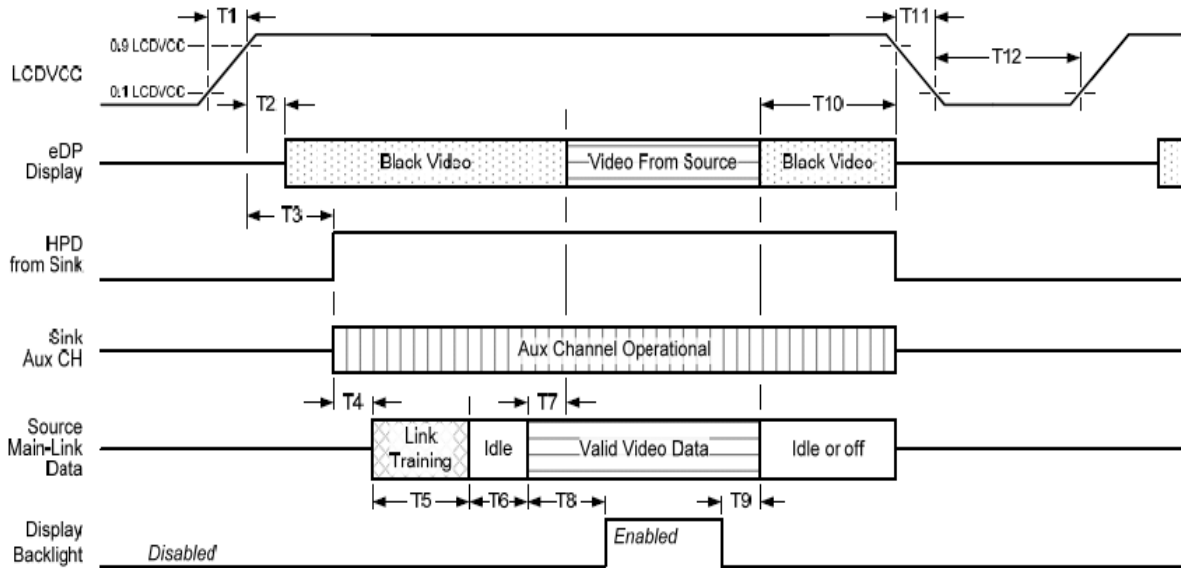 T1
T11
0.9 LCDVCC
LCDVCC
T12
0.1 LCDVCC
T2
T10
eDP
Display
Black Video
Video From Source
Black Video
T3
HPD
from Sink
Sink
Aux CH
Aux Channel Operational
T4
T7
Source
Main-Link
Data
Link
Training
Idle
Valid Video Data
Idle or off
T5
T6
T8
T9
Display
Backlight
Disabled
Enabled